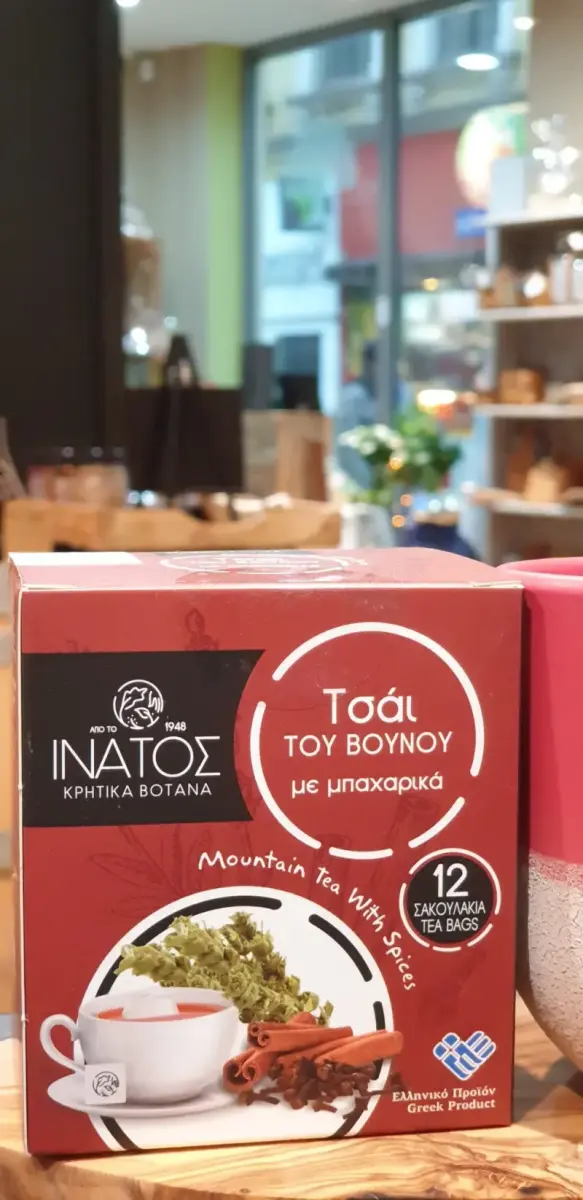 ΑΠΟ ΤΟ 1948
ΙΝΑΤΟΣ
ΚΡΗΤΙΚΑ ΒΟΤΑΝΑ
Τσάι
ΤΟΥ ΒΟΥΝΟΥ
με μπαχαρικά
Mountain Tea With Spices
12
ΣΑΚΟΥΛΑΚΙΑ
TEA BAGS
Ελληνικό Προϊόν
Greek Product